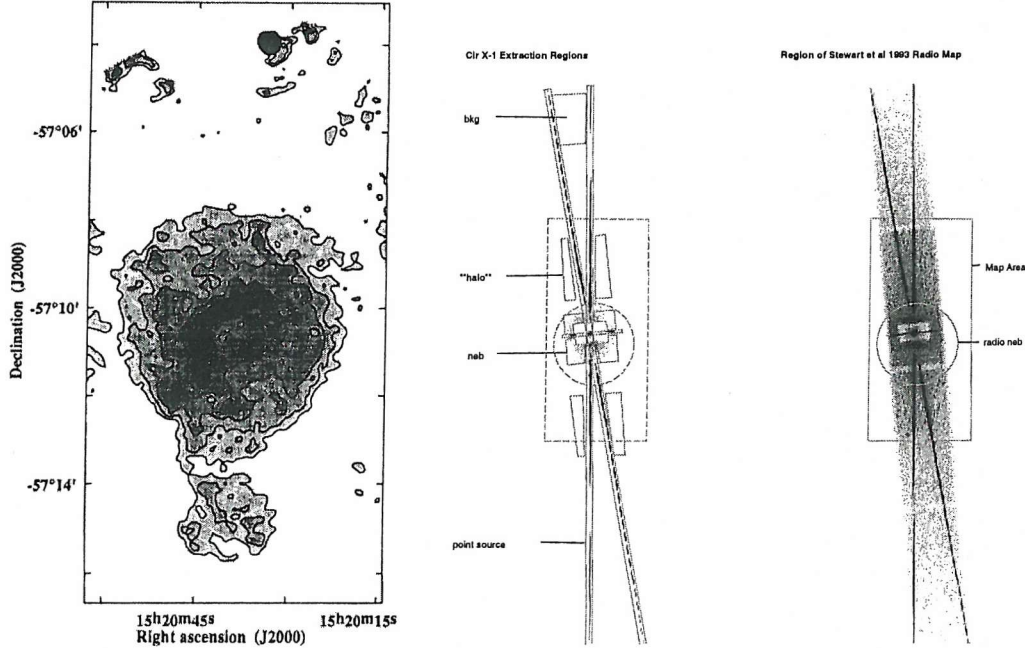 -57°06'
-57°10'
-57°14'
Declination (J2000)
15h20m45s
15h20m15s
Right ascension (J2000)
Cir X-1 Extraction Regions
bkg
"halo"
neb
point source
Region of Stewart et al 1993 Radio Map
Map Area
radio neb